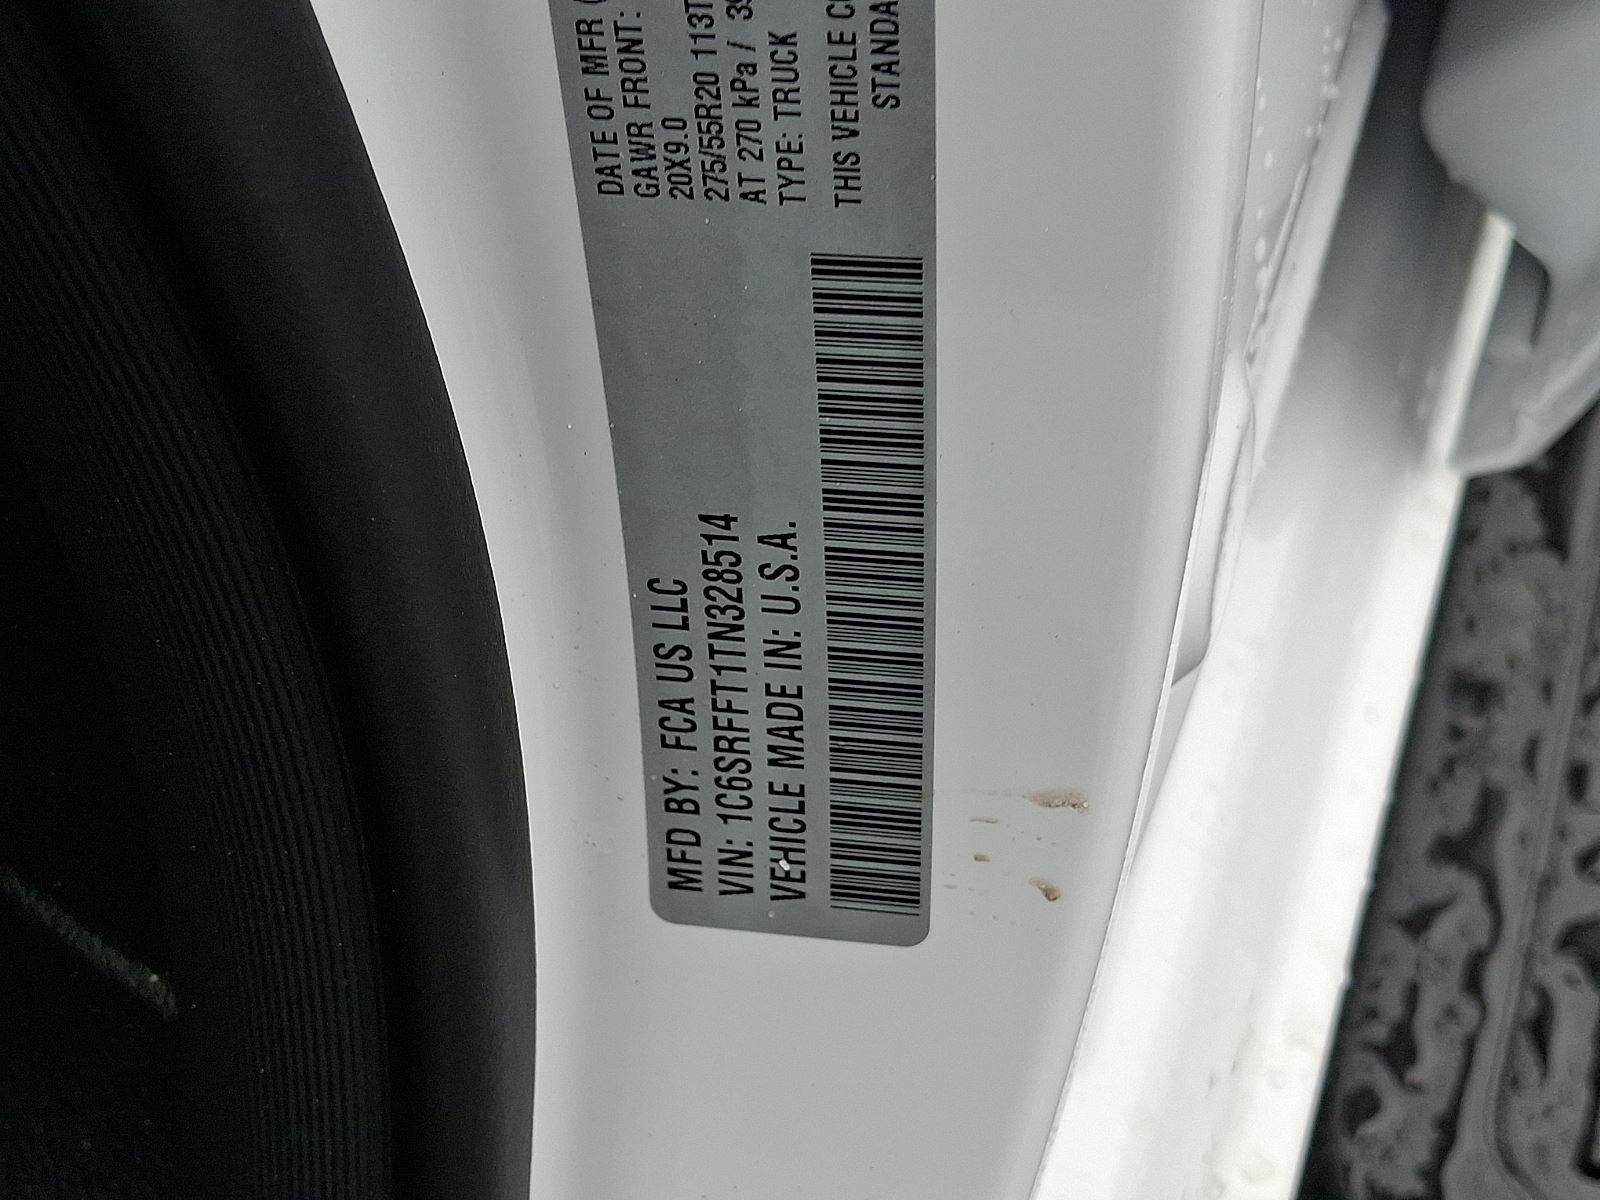 MFD BY: FCA US LLC
VIN: 1C6SRFFT1TN328514
VEHICLE MADE IN: U.S.A.
DATE OF MFR
GAWR FRONT:
20X9.0
275/55R20 113T
AT 270 kPa /
TYPE: TRUCK
THIS VEHICLE